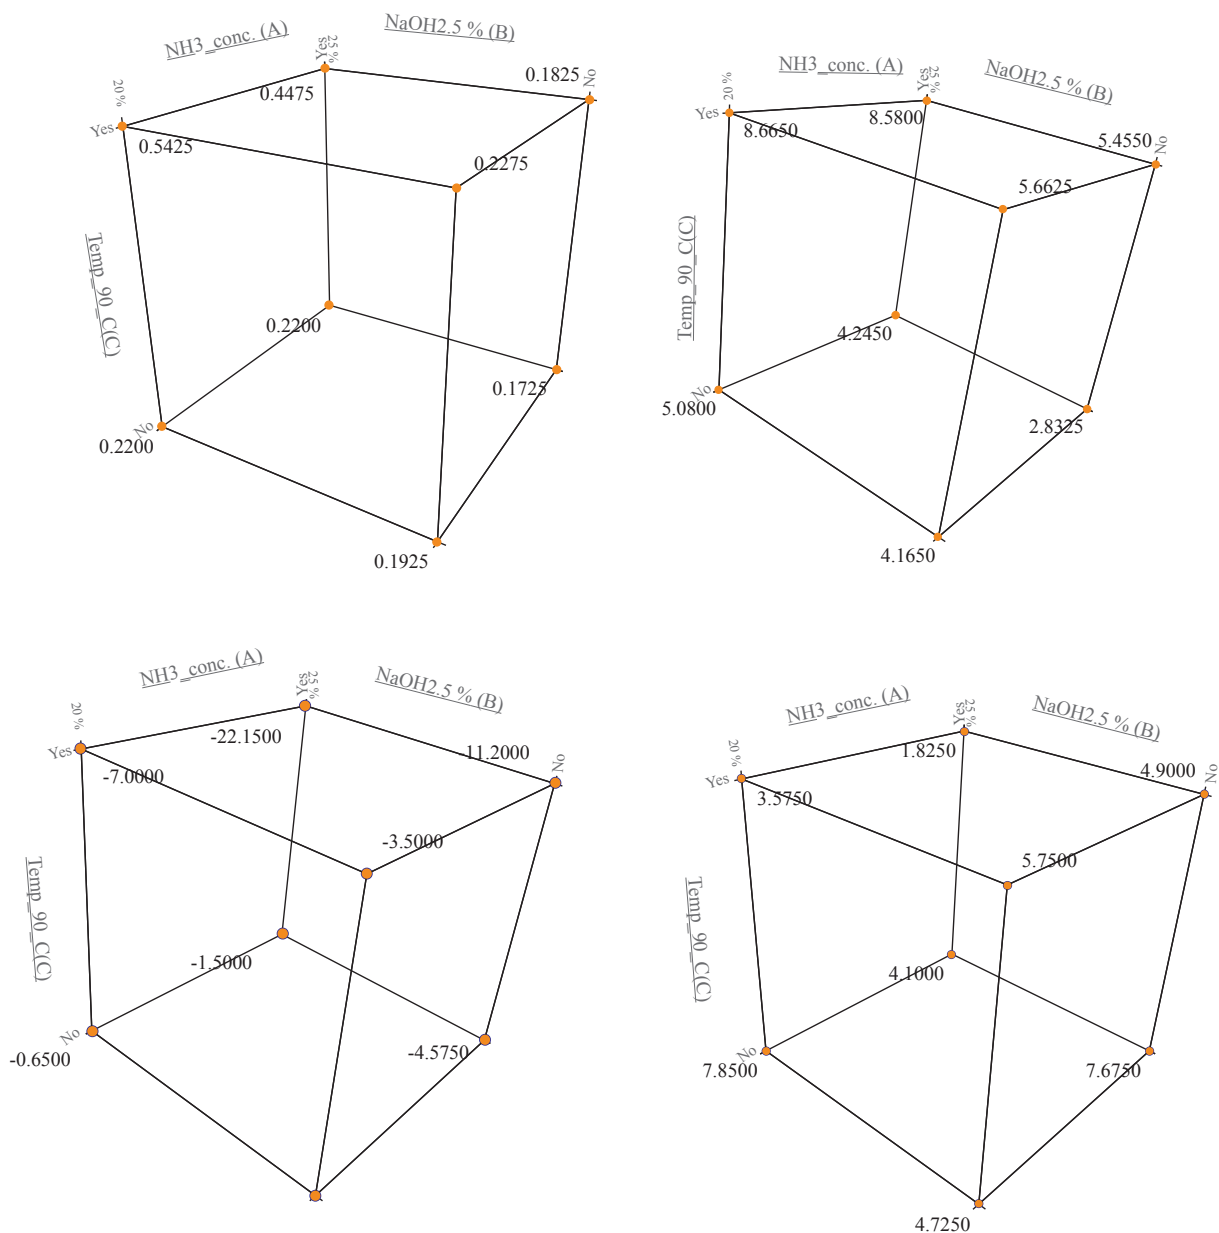 NH3_conc. (A)
NaOH2.5 % (B)
Yes
25 %
20 %
Yes
0.4475
0.1825
No
0.5425
0.2275
Temp_90_C(C)
0.2200
0.1725
No
0.2200
0.1925
NH3_conc. (A)
NaOH2.5 % (B)
Yes
25 %
20 %
Yes
8.6650
8.5800
5.4550
No
5.6625
Temp_90_C(C)
4.2450
No
5.0800
2.8325
4.1650
NH3_conc. (A)
NaOH2.5 % (B)
Yes
25 %
20 %
Yes
-22.1500
-11.2000
No
-7.0000
-3.5000
Temp_90_C(C)
-1.5000
No
-0.6500
-4.5750
NH3_conc. (A)
NaOH2.5 % (B)
Yes
25 %
20 %
Yes
1.8250
4.9000
No
3.5750
5.7500
Temp_90_C(C)
4.1000
No
7.8500
7.6750
4.7250